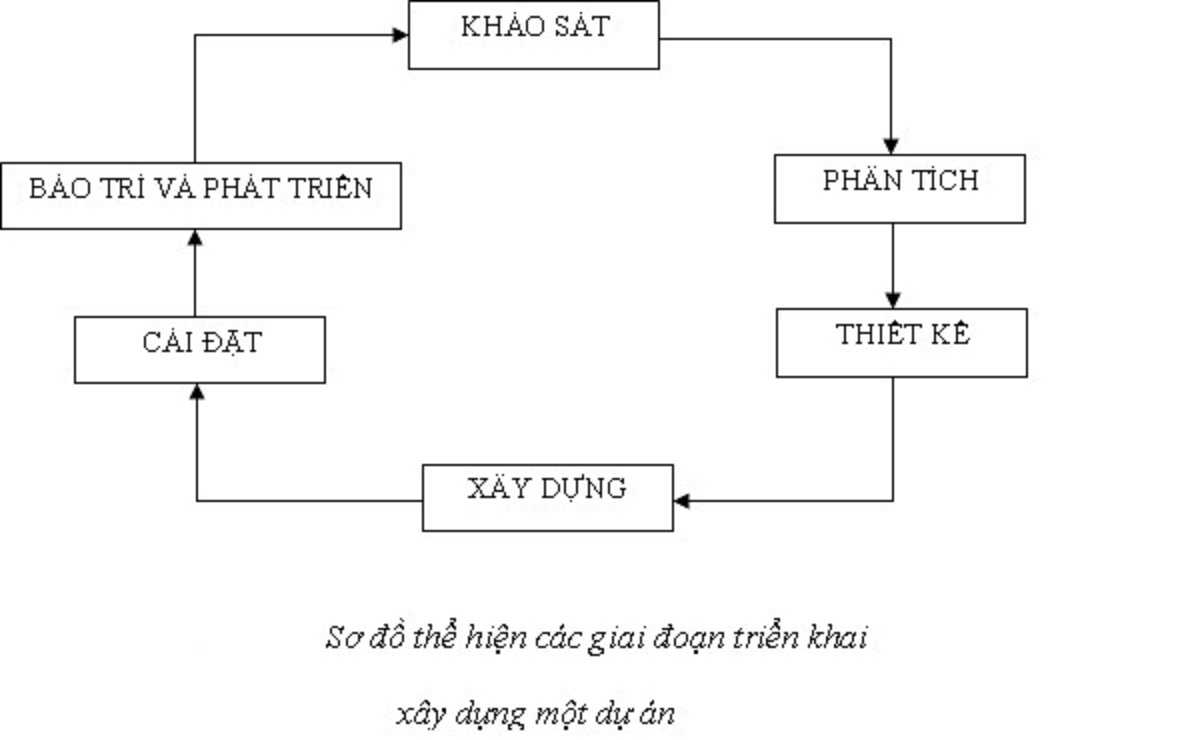 KHẢO SÁT
BẢO TRÌ VÀ PHÁT TRIỂN
PHÂN TÍCH
CÀI ĐẶT
THIẾT KẾ
XÂY DỰNG
Sơ đồ thể hiện các giai đoạn triển khai
xây dựng một dự án